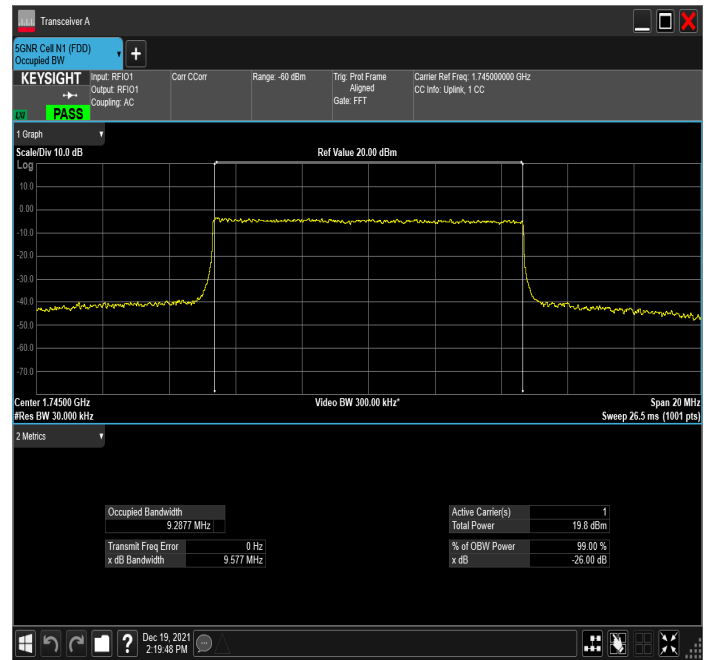 Transceiver A
5GNR Cell N1 (FDD)
Occupied BW
+
KEYSIGHT
LXI
PASS
Input: RFIO1
Output: RFIO1
Coupling: AC
Corr CCorr
Range: -60 dBm
Trig: Prot Frame
Aligned
Gate: FFT
Carrier Ref Freq: 1.745000000 GHz
CC Info: Uplink, 1 CC
1 Graph
Scale/Div 10.0 dB
Ref Value 20.00 dBm
Log
10.0
0.00
-10.0
-20.0
-30.0
-40.0
-50.0
-60.0
-70.0
Center 1.74500 GHz
Video BW 300.00 kHz*
Span 20 MHz
#Res BW 30.000 kHz
Sweep 26.5 ms (1001 pts)
2 Metrics
Occupied Bandwidth
9.2877 MHz
Transmit Freq Error 0 Hz
x dB Bandwidth 9.577 MHz
Active Carrier(s) 1
Total Power 19.8 dBm
% of OBW Power 99.00 %
x dB -26.00 dB
?
Dec 19, 2021
2:19:48 PM